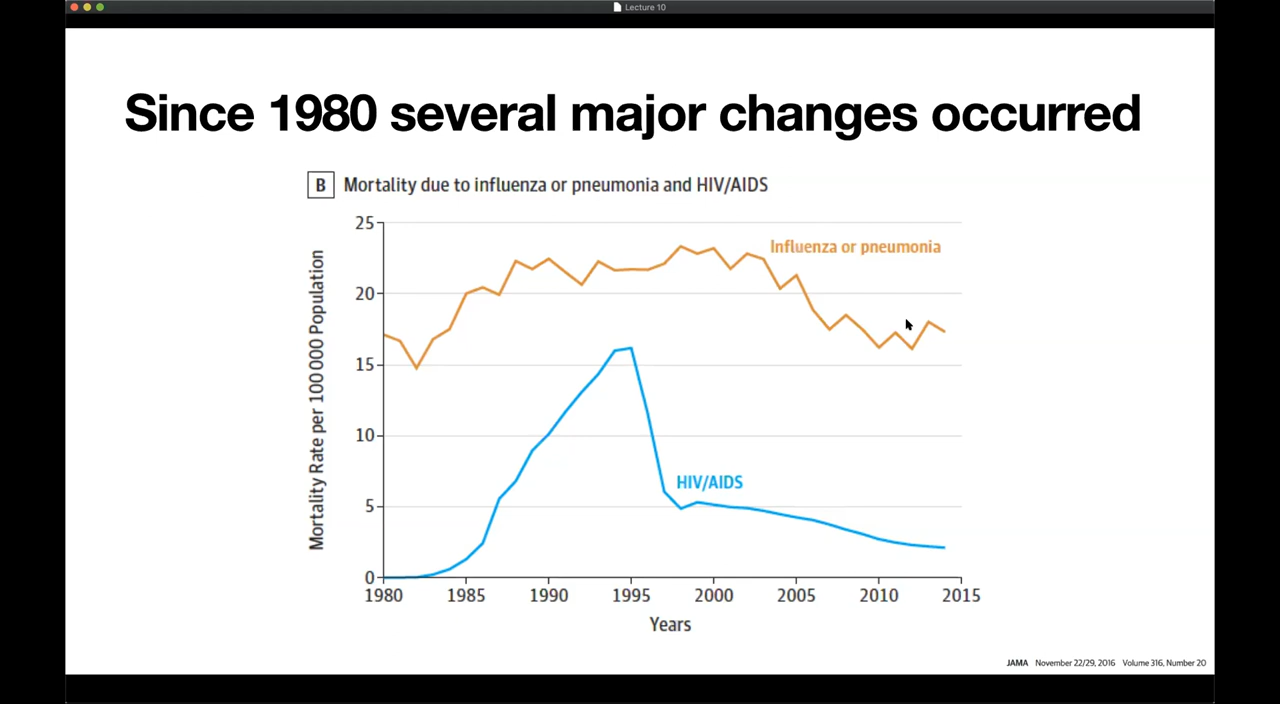 Lecture 10
Since 1980 several major changes occurred
B Mortality due to influenza or pneumonia and HIV/AIDS
Mortality Rate per 100 000 Population
25
20
15
10
5
0
Influenza or pneumonia
HIV/AIDS
1980 1985 1990 1995 2000 2005 2010 2015
Years
JAMA November 22/29, 2016 Volume 316, Number 20